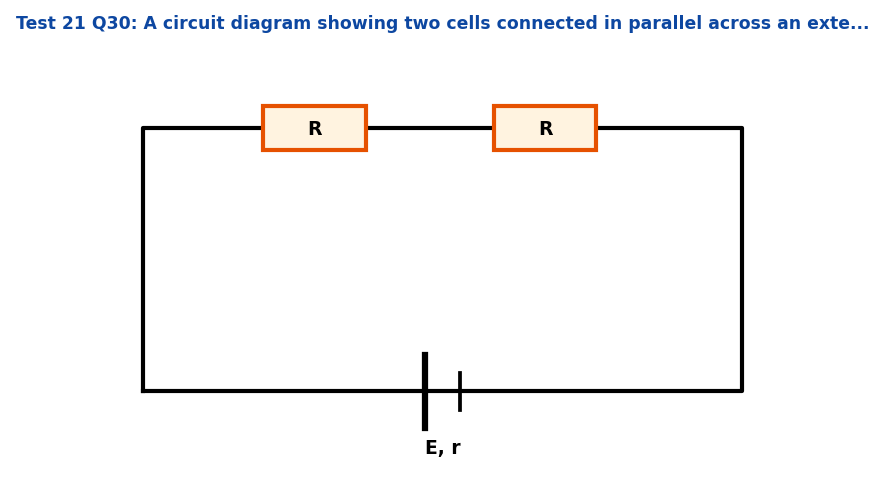 Test 21 Q30: A circuit diagram showing two cells connected in parallel across an exte...
R R
E, r